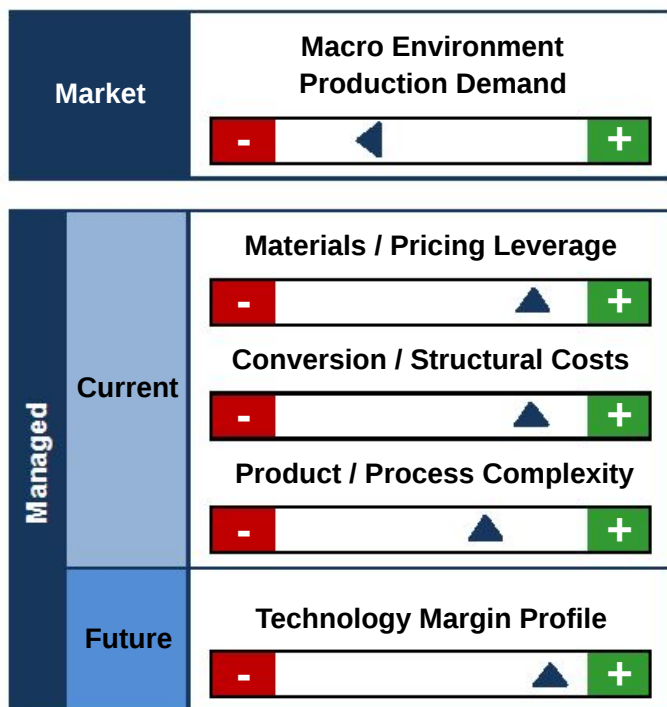 Market
Macro Environment
Production Demand
- +
Managed
Current
Materials / Pricing Leverage
- +
Conversion / Structural Costs
- +
Product / Process Complexity
- +
Future
Technology Margin Profile
- +